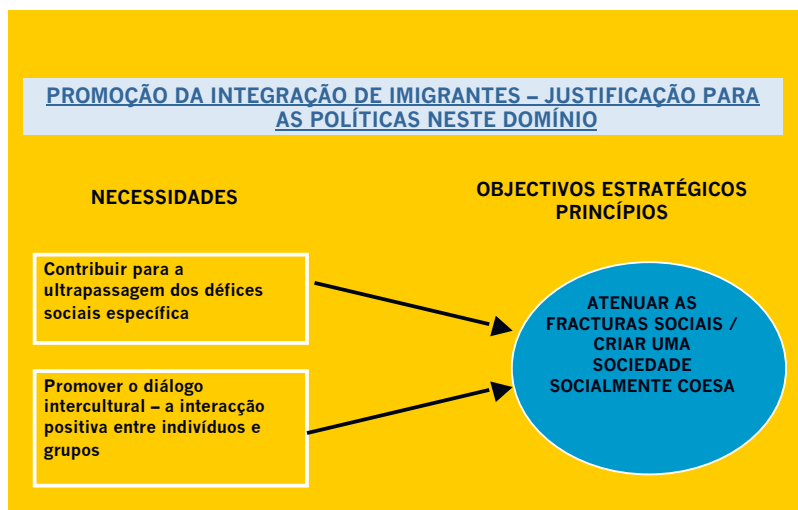 PROMOÇÃO DA INTEGRAÇÃO DE IMIGRANTES – JUSTIFICAÇÃO PARA
AS POLÍTICAS NESTE DOMÍNIO
NECESSIDADES
OBJECTIVOS ESTRATÉGICOS
PRINCÍPIOS
Contribuir para a
ultrapassagem dos défices
sociais específica
Promover o diálogo
intercultural – a interacção
positiva entre indivíduos e
grupos
ATENUAR AS
FRACTURAS SOCIAIS /
CRIAR UMA
SOCIEDADE
SOCIALMENTE COESA